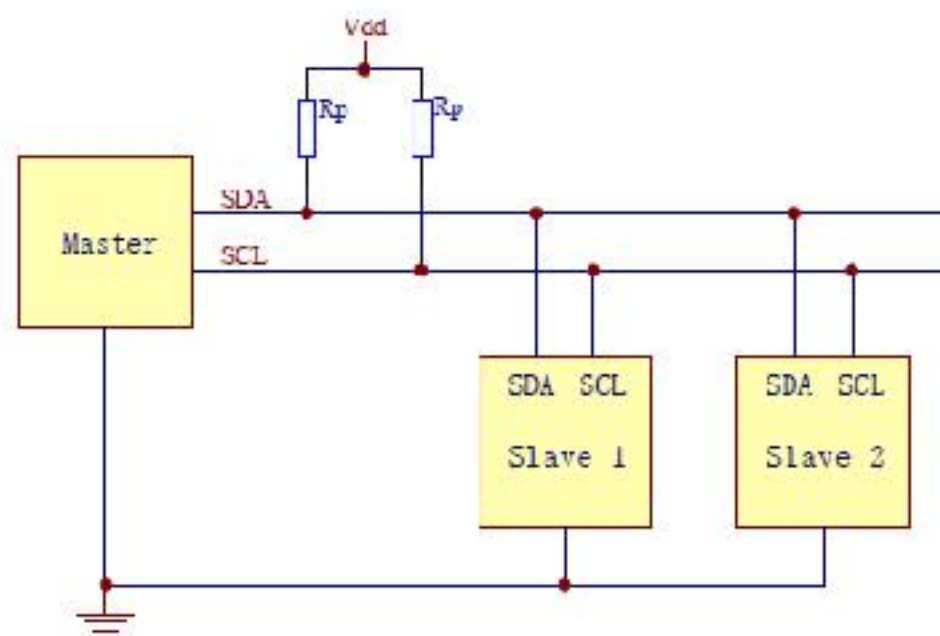 Vdd
Rp Rp
SDA
Master
SCL
SDA SCL
Slave 1
SDA SCL
Slave 2